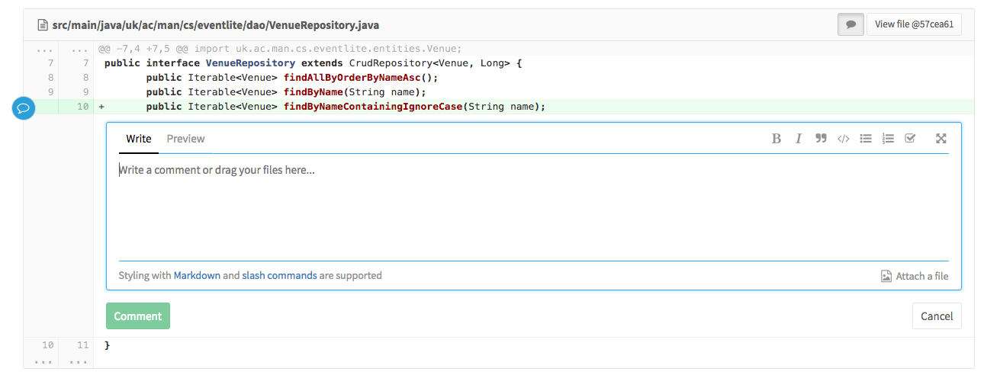 src/main/java/uk/ac/man/cs/eventlite/dao/VenueRepository.java View file @57cea61
... ... @@ -7,4 +7,5 @@ import uk.ac.man.cs.eventlite.entities.Venue;
7 7 public interface VenueRepository extends CrudRepository<Venue, Long> {
8 8 public Iterable<Venue> findAllByOrderByNameAsc();
9 9 public Iterable<Venue> findByName(String name);
10 + public Iterable<Venue> findByNameContainingIgnoreCase(String name);
Write Preview B I
Write a comment or drag your files here...
Styling with Markdown and slash commands are supported Attach a file
Comment Cancel
10 11 }
... ...